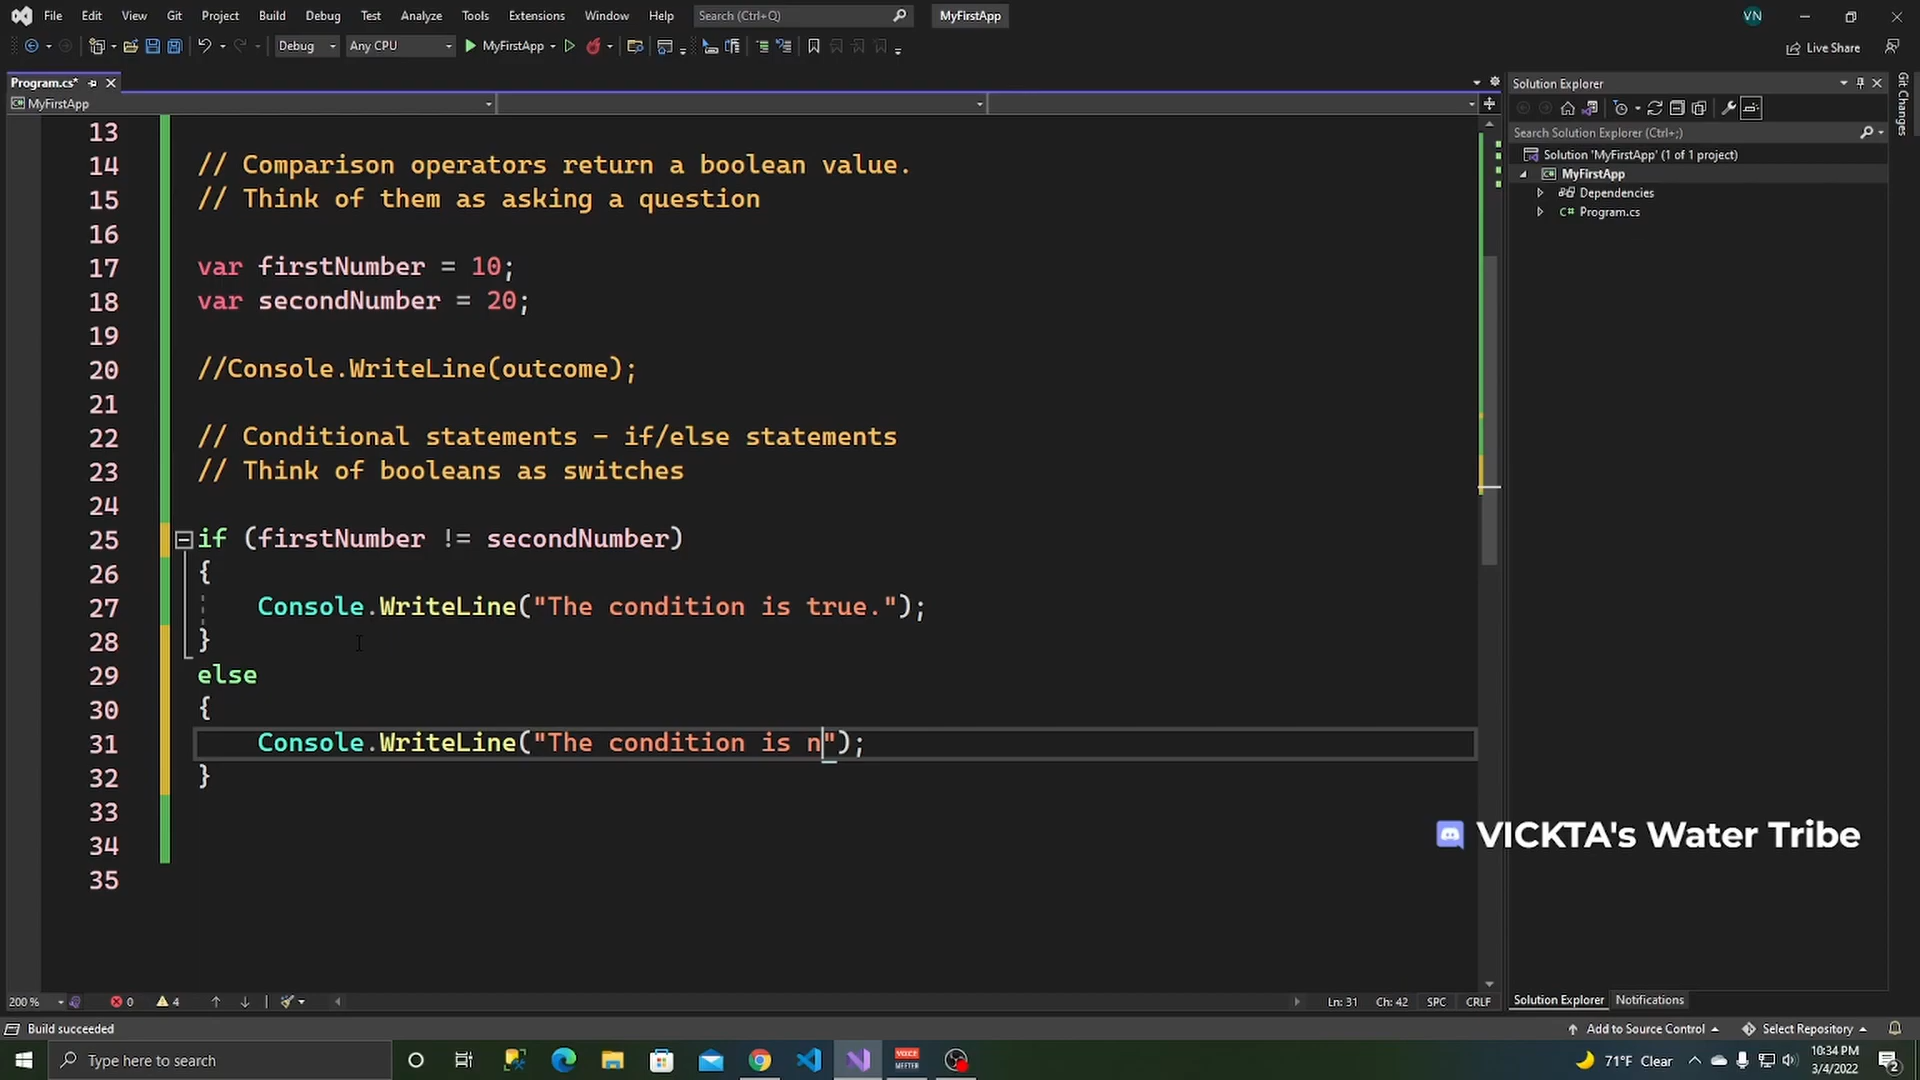 File Edit View Git Project Build Debug Test Analyze Tools Extensions Window Help Search (Ctrl+Q) MyFirstApp VN
Debug Any CPU MyFirstApp Live Share
Program.cs* Solution Explorer
MyFirstApp
Search Solution Explorer (Ctrl+;)
Solution 'MyFirstApp' (1 of 1 project)
MyFirstApp
Dependencies
C# Program.cs
Git Changes
13
14 // Comparison operators return a boolean value.
15 // Think of them as asking a question
16
17 var firstNumber = 10;
18 var secondNumber = 20;
19
20 //Console.WriteLine(outcome);
21
22 // Conditional statements - if/else statements
23 // Think of booleans as switches
24
25 if (firstNumber != secondNumber)
26 {
27 Console.WriteLine("The condition is true.");
28 }
29 else
30 {
31 Console.WriteLine("The condition is n");
32 }
33
34
35
VICKTA's Water Tribe
200 % 0 4 Ln: 31 Ch: 42 SPC CRLF
Solution Explorer Notifications
Build succeeded Add to Source Control Select Repository
Type here to search VOICE MEETER 71°F Clear 10:34 PM
3/4/2022 2